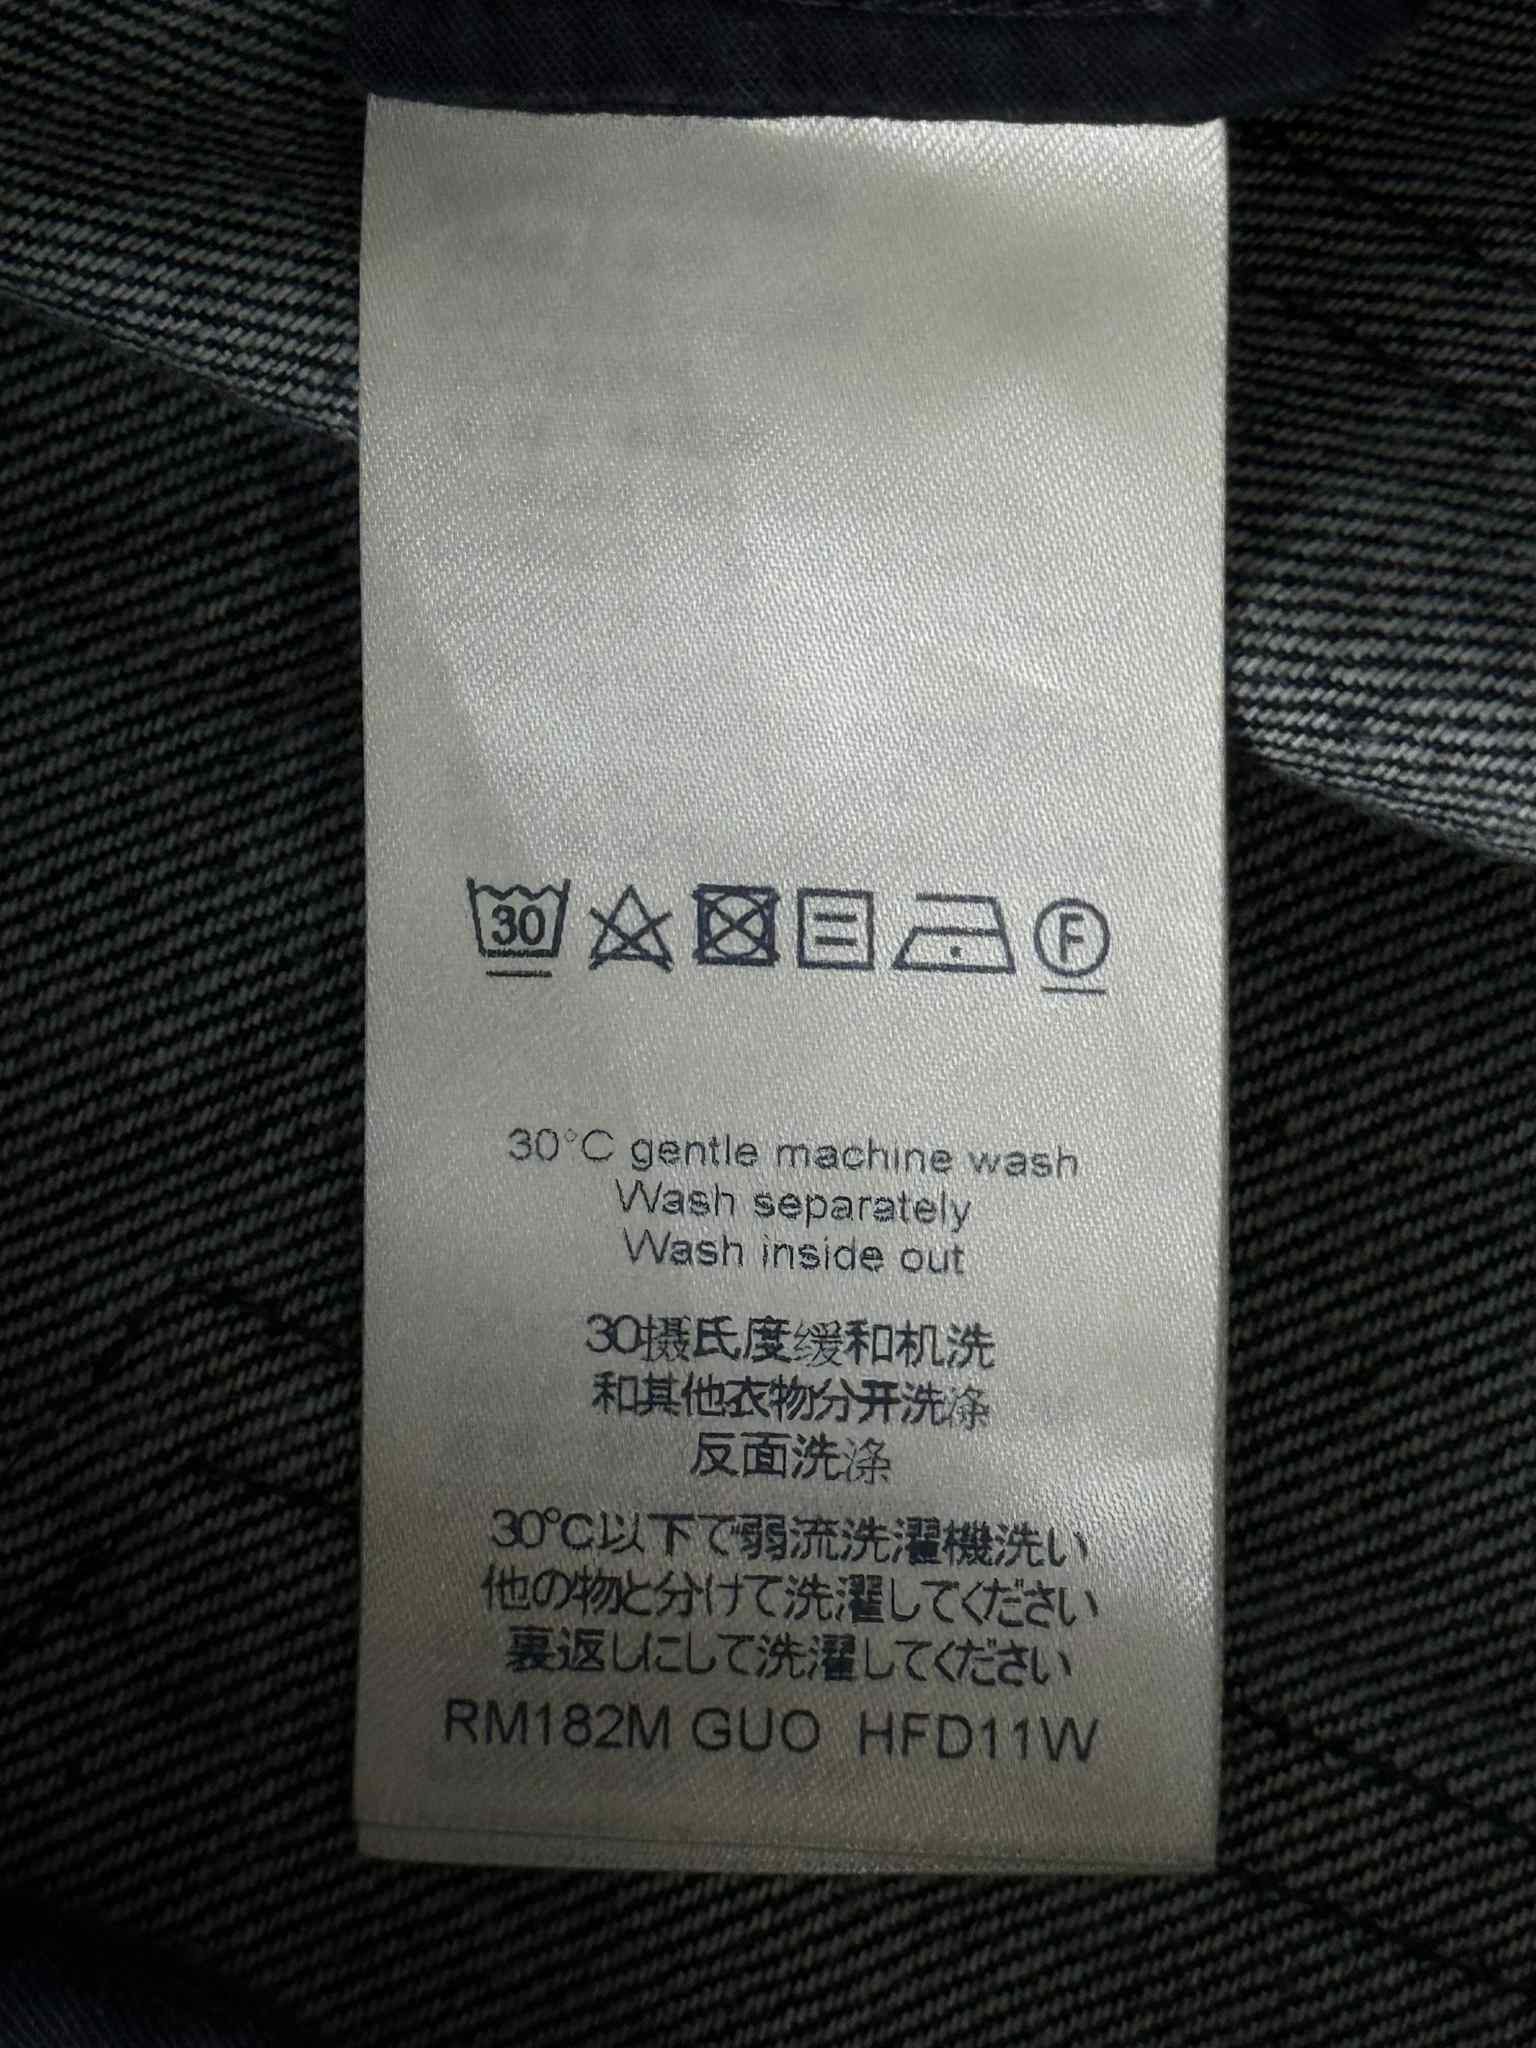 30
F
30°C gentle machine wash
Wash separately
Wash inside out
30摄氏度缓和机洗
和其他衣物分开洗涤
反面洗涤
30°C以下で弱流洗濯機洗い
他の物と分けて洗濯してください
裏返しにして洗濯してください
RM182M GUO HFD11W